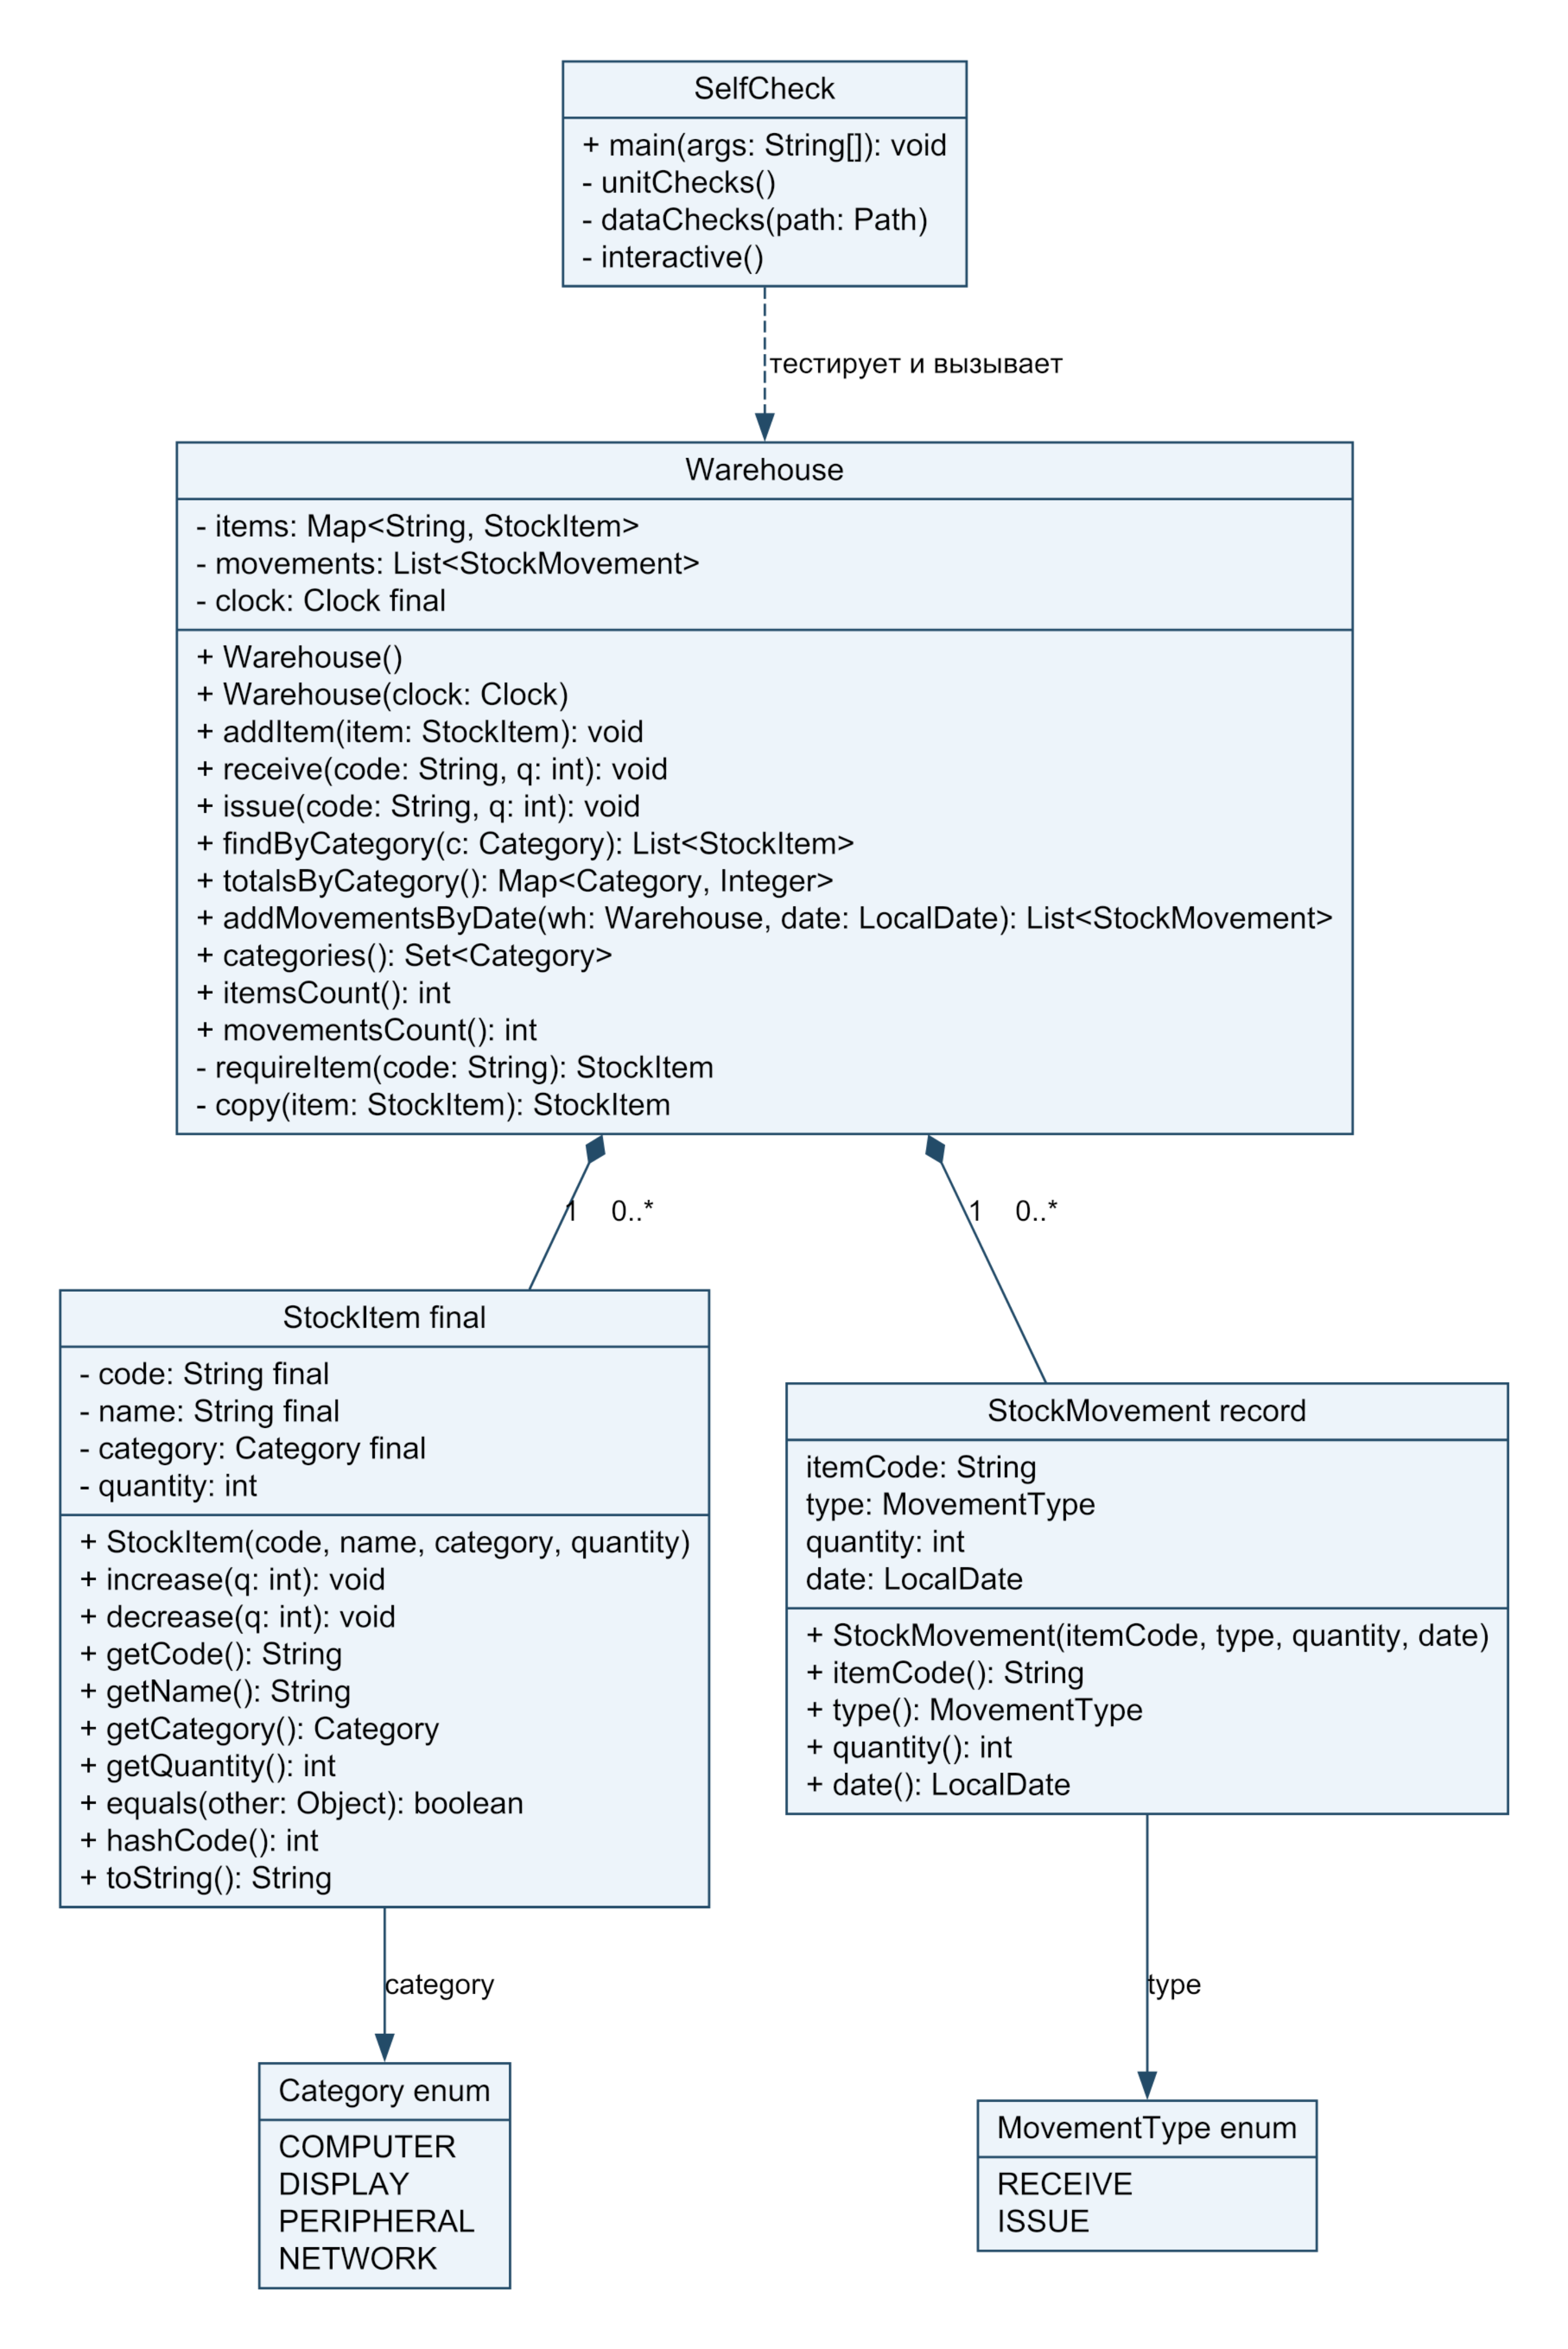 SelfCheck
+ main(args: String[]): void
- unitChecks()
- dataChecks(path: Path)
- interactive()
тестирует и вызывает
Warehouse
- items: Map<String, StockItem>
- movements: List<StockMovement>
- clock: Clock final
+ Warehouse()
+ Warehouse(clock: Clock)
+ addItem(item: StockItem): void
+ receive(code: String, q: int): void
+ issue(code: String, q: int): void
+ findByCategory(c: Category): List<StockItem>
+ totalsByCategory(): Map<Category, Integer>
+ addMovementsByDate(wh: Warehouse, date: LocalDate): List<StockMovement>
+ categories(): Set<Category>
+ itemsCount(): int
+ movementsCount(): int
- requireItem(code: String): StockItem
- copy(item: StockItem): StockItem
1 0..*
1 0..*
StockItem final
- code: String final
- name: String final
- category: Category final
- quantity: int
+ StockItem(code, name, category, quantity)
+ increase(q: int): void
+ decrease(q: int): void
+ getCode(): String
+ getName(): String
+ getCategory(): Category
+ getQuantity(): int
+ equals(other: Object): boolean
+ hashCode(): int
+ toString(): String
StockMovement record
itemCode: String
type: MovementType
quantity: int
date: LocalDate
+ StockMovement(itemCode, type, quantity, date)
+ itemCode(): String
+ type(): MovementType
+ quantity(): int
+ date(): LocalDate
category
type
Category enum
COMPUTER
DISPLAY
PERIPHERAL
NETWORK
MovementType enum
RECEIVE
ISSUE